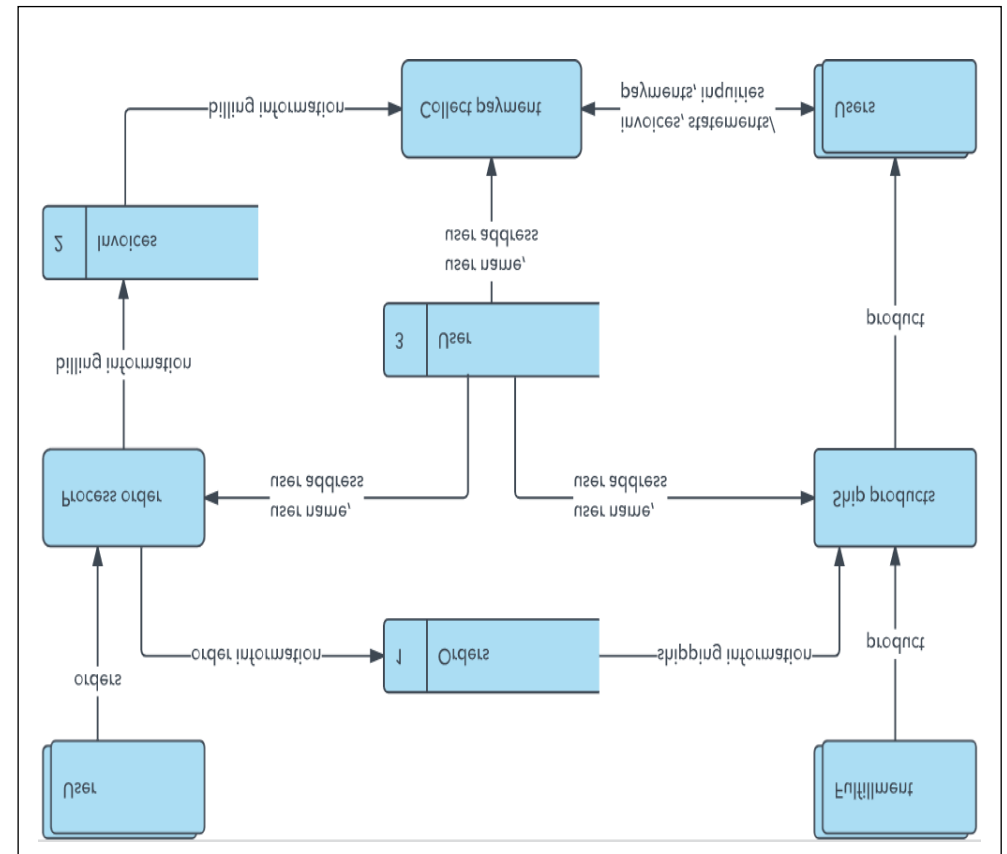 User
Fulfillment
orders
product
order information
1
Orders
shipping information
Process order
user name,
user address
user name,
user address
Ship products
billing information
3
User
product
user name,
user address
2
Invoices
billing information
Collect payment
invoices, statements/
payments, inquiries
Users